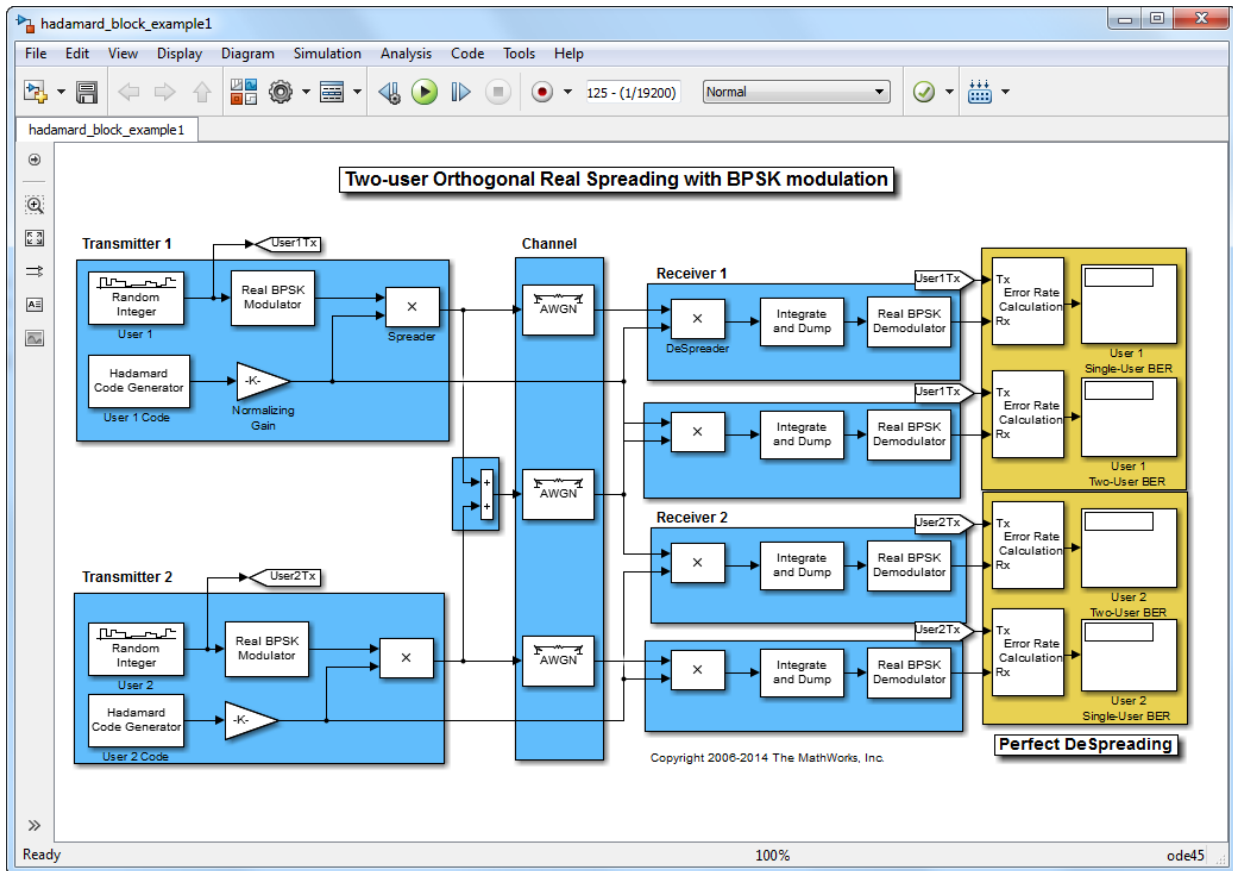 hadamard_block_example1
File Edit View Display Diagram Simulation Analysis Code Tools Help
125 - (1/19200)
Normal
hadamard_block_example1
Two-user Orthogonal Real Spreading with BPSK modulation
Transmitter 1
User1Tx
Random
Integer
User 1
Real BPSK
Modulator
×
Spreader
Hadamard
Code Generator
User 1 Code
-K-
Normalizing
Gain
+
+
Transmitter 2
User2Tx
Random
Integer
User 2
Real BPSK
Modulator
×
Hadamard
Code Generator
User 2 Code
-K-
Channel
AWGN
AWGN
AWGN
Receiver 1
User1Tx
×
DeSpreader
Integrate
and Dump
Real BPSK
Demodulator
Tx
Rx
Error Rate
Calculation
User 1
Single-User BER
User1Tx
×
Integrate
and Dump
Real BPSK
Demodulator
Tx
Rx
Error Rate
Calculation
User 1
Two-User BER
Receiver 2
User2Tx
×
Integrate
and Dump
Real BPSK
Demodulator
Tx
Rx
Error Rate
Calculation
User 2
Two-User BER
User2Tx
×
Integrate
and Dump
Real BPSK
Demodulator
Tx
Rx
Error Rate
Calculation
User 2
Single-User BER
Perfect DeSpreading
Copyright 2006-2014 The MathWorks, Inc.
Ready
100%
ode45